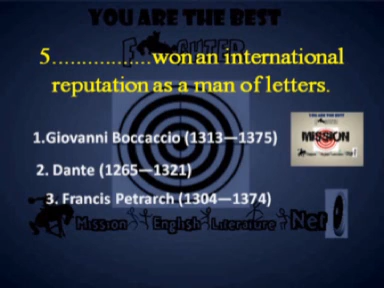 YOU ARE THE BEST
F GHTER
5.................won an international
reputation as a man of letters.
1.Giovanni Boccaccio (1313—1375)
2. Dante (1265—1321)
3. Francis Petrarch (1304—1374)
YOU ARE THE BEST
MISSION
Mission English Literature Net